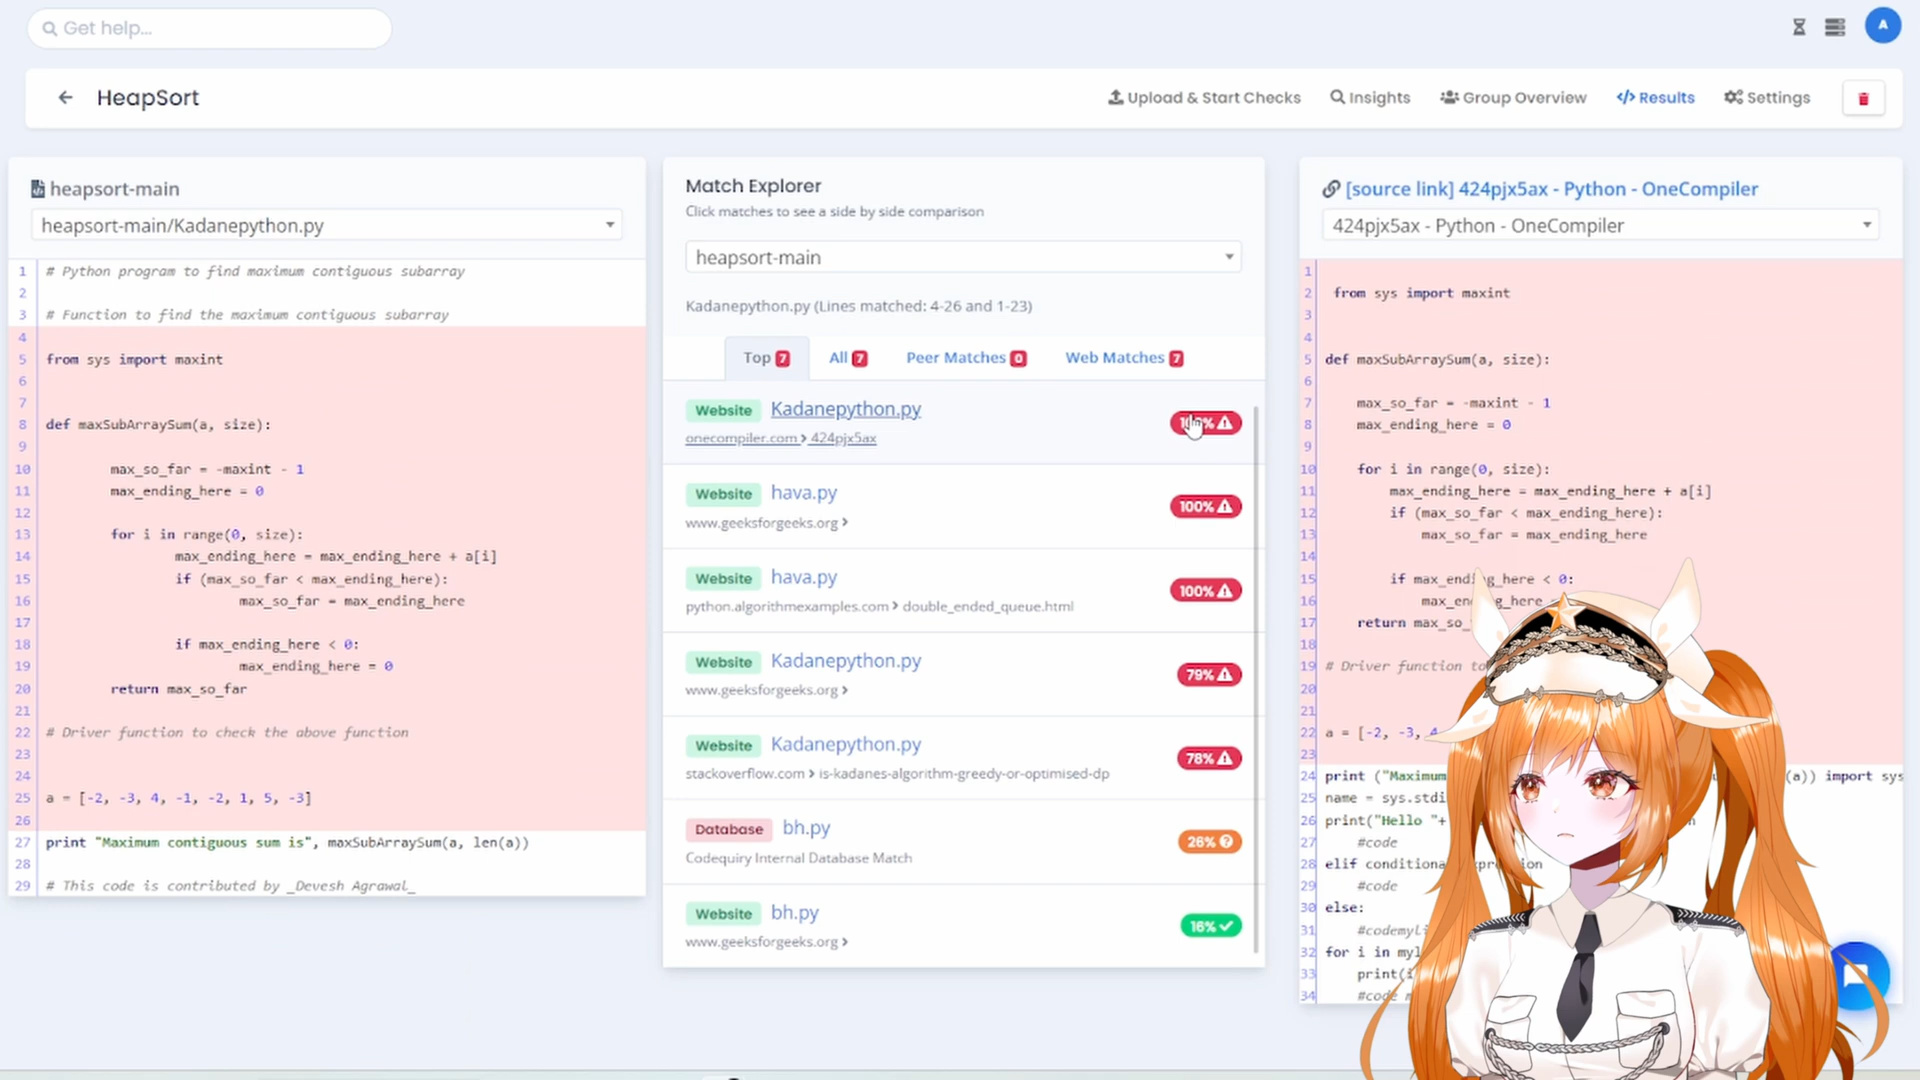 Get help...
A
HeapSort
Upload & Start Checks
Insights
Group Overview
Results
Settings
heapsort-main
heapsort-main/Kadanepython.py
1 # Python program to find maximum contiguous subarray
2
3 # Function to find the maximum contiguous subarray
4
5 from sys import maxint
6
7
8 def maxSubArraySum(a, size):
9
10 max_so_far = -maxint - 1
11 max_ending_here = 0
12
13 for i in range(0, size):
14 max_ending_here = max_ending_here + a[i]
15 if (max_so_far < max_ending_here):
16 max_so_far = max_ending_here
17
18 if max_ending_here < 0:
19 max_ending_here = 0
20 return max_so_far
21
22 # Driver function to check the above function
23
24
25 a = [-2, -3, 4, -1, -2, 1, 5, -3]
26
27 print "Maximum contiguous sum is", maxSubArraySum(a, len(a))
28
29 # This code is contributed by _Devesh Agrawal_
Match Explorer
Click matches to see a side by side comparison
heapsort-main
Kadanepython.py (Lines matched: 4-26 and 1-23)
Top 7
All 7
Peer Matches 0
Web Matches 7
Website Kadanepython.py
onecompiler.com > 424pjx5ax
Website hava.py 100%
www.geeksforgeeks.org >
Website hava.py 100%
python.algorithmexamples.com > double_ended_queue.html
Website Kadanepython.py 79%
www.geeksforgeeks.org >
Website Kadanepython.py 78%
stackoverflow.com > is-kadanes-algorithm-greedy-or-optimised-dp
Database bh.py 26%
Codequiry Internal Database Match
Website bh.py 16%
www.geeksforgeeks.org >
[source link] 424pjx5ax - Python - OneCompiler
424pjx5ax - Python - OneCompiler
1
2 from sys import maxint
3
4
5 def maxSubArraySum(a, size):
6
7 max_so_far = -maxint - 1
8 max_ending_here = 0
9
10 for i in range(0, size):
11 max_ending_here = max_ending_here + a[i]
12 if (max_so_far < max_ending_here):
13 max_so_far = max_ending_here
14
15 if max_ending_here < 0:
16 max_ending_here
17 return max_so_
18
19 # Driver function to
20
21
22 a = [-2, -3, 4
23
24 print ("Maximum (a)) import sys
25 name = sys.stdi
26 print("Hello "+
27 #code
28 elif conditiona
29 #code
30 else:
31 #codemyli
32 for i in myl
33 print(i
34 #code